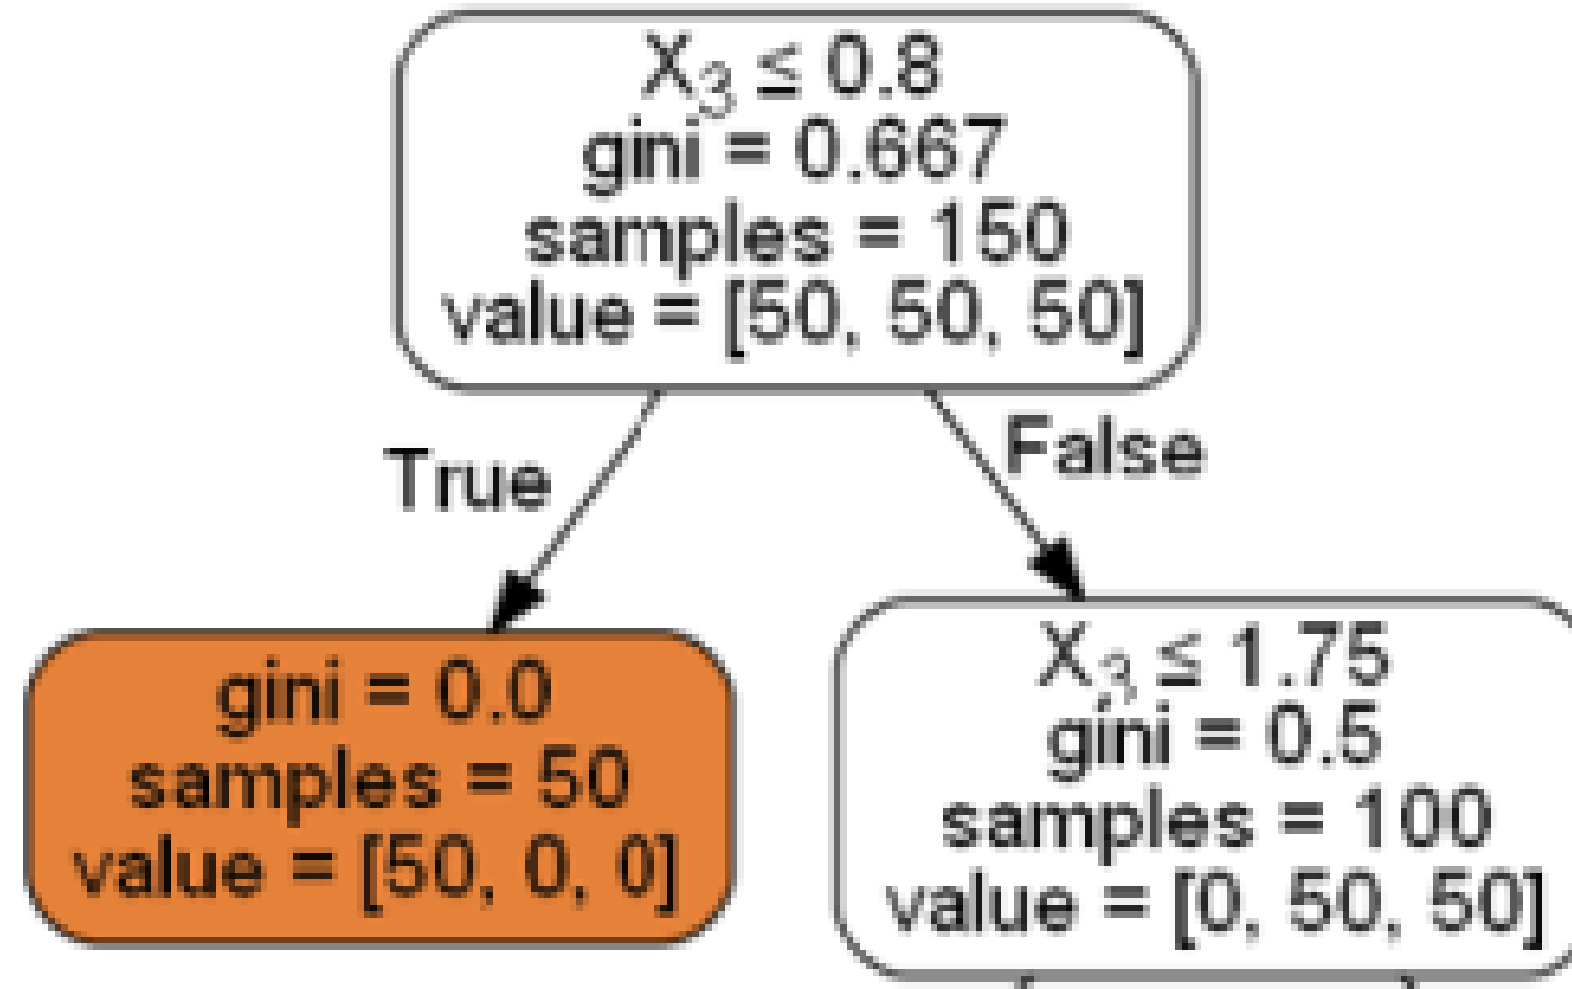 X₃ ≤ 0.8
gini = 0.667
samples = 150
value = [50, 50, 50]
True
False
gini = 0.0
samples = 50
value = [50, 0, 0]
X₃ ≤ 1.75
gini = 0.5
samples = 100
value = [0, 50, 50]